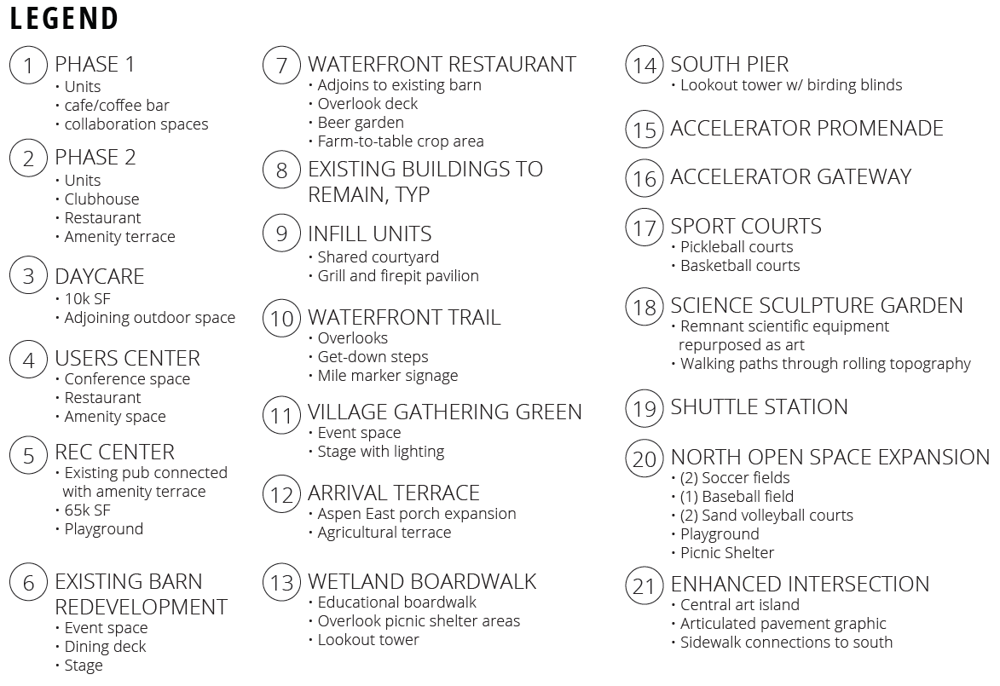 LEGEND
1 PHASE 1
• Units
• cafe/coffee bar
• collaboration spaces
2 PHASE 2
• Units
• Clubhouse
• Restaurant
• Amenity terrace
3 DAYCARE
• 10k SF
• Adjoining outdoor space
4 USERS CENTER
• Conference space
• Restaurant
• Amenity space
5 REC CENTER
• Existing pub connected
with amenity terrace
• 65k SF
• Playground
6 EXISTING BARN
REDEVELOPMENT
• Event space
• Dining deck
• Stage
7 WATERFRONT RESTAURANT
• Adjoins to existing barn
• Overlook deck
• Beer garden
• Farm-to-table crop area
8 EXISTING BUILDINGS TO
REMAIN, TYP
9 INFILL UNITS
• Shared courtyard
• Grill and firepit pavilion
10 WATERFRONT TRAIL
• Overlooks
• Get-down steps
• Mile marker signage
11 VILLAGE GATHERING GREEN
• Event space
• Stage with lighting
12 ARRIVAL TERRACE
• Aspen East porch expansion
• Agricultural terrace
13 WETLAND BOARDWALK
• Educational boardwalk
• Overlook picnic shelter areas
• Lookout tower
14 SOUTH PIER
• Lookout tower w/ birding blinds
15 ACCELERATOR PROMENADE
16 ACCELERATOR GATEWAY
17 SPORT COURTS
• Pickleball courts
• Basketball courts
18 SCIENCE SCULPTURE GARDEN
• Remnant scientific equipment
repurposed as art
• Walking paths through rolling topography
19 SHUTTLE STATION
20 NORTH OPEN SPACE EXPANSION
• (2) Soccer fields
• (1) Baseball field
• (2) Sand volleyball courts
• Playground
• Picnic Shelter
21 ENHANCED INTERSECTION
• Central art island
• Articulated pavement graphic
• Sidewalk connections to south